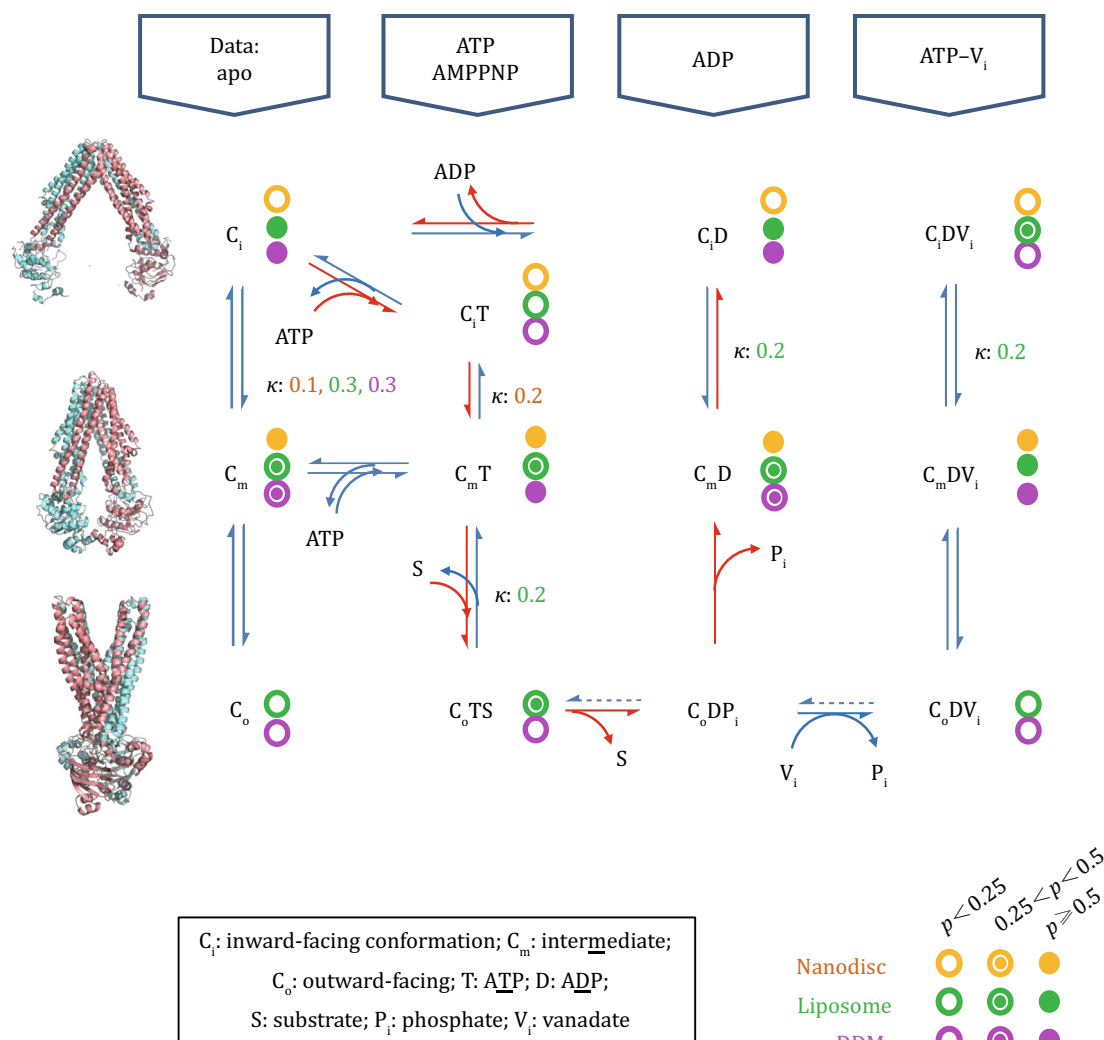 Data:
apo
ATP
AMPPNP
ADP
ATP–Vi
ADP
Ci
CiD
CiDVi
CiT
ATP
κ: 0.2
κ: 0.2
κ: 0.1, 0.3, 0.3
κ: 0.2
Cm
CmT
CmD
CmDVi
ATP
S
Pi
κ: 0.2
Co
CoTS
CoDPi
CoDVi
S
Vi
Pi
p<0.25
0.25<p<0.5
p⩾0.5
Ci: inward-facing conformation; Cm: intermediate;
Co: outward-facing; T: ATP; D: ADP;
S: substrate; Pi: phosphate; Vi: vanadate
Nanodisc
Liposome
DDM